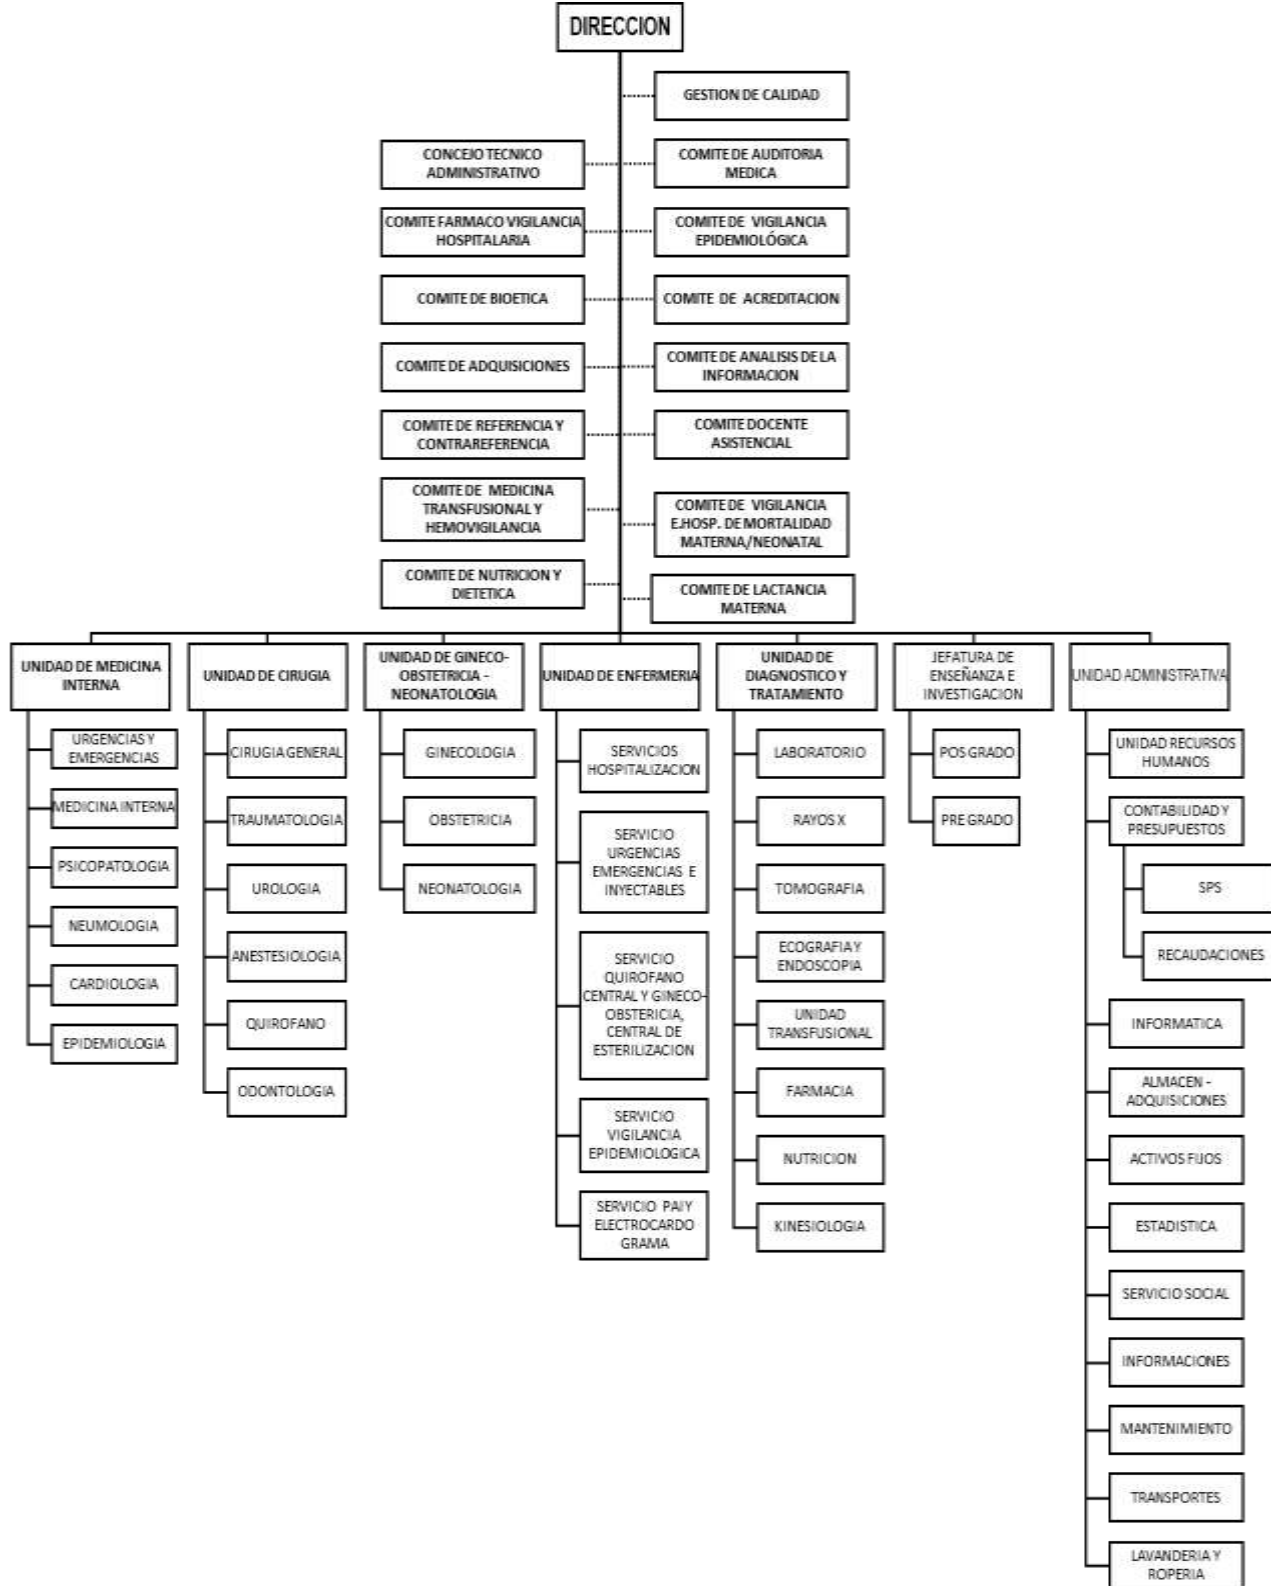 DIRECCION
GESTION DE CALIDAD
CONCEJO TECNICO
ADMINISTRATIVO
COMITE DE AUDITORIA
MEDICA
COMITE FARMACO VIGILANCIA
HOSPITALARIA
COMITE DE VIGILANCIA
EPIDEMIOLÓGICA
COMITE DE BIOETICA
COMITE DE ACREDITACION
COMITE DE ADQUISICIONES
COMITE DE ANALISIS DE LA
INFORMACION
COMITE DE REFERENCIA Y
CONTRAREFERENCIA
COMITE DOCENTE
ASISTENCIAL
COMITE DE MEDICINA
TRANSFUSIONAL Y
HEMOVIGILANCIA
COMITE DE VIGILANCIA
E.HOSP. DE MORTALIDAD
MATERNA/NEONATAL
COMITE DE NUTRICION Y
DIETETICA
COMITE DE LACTANCIA
MATERNA
UNIDAD DE MEDICINA
INTERNA
URGENCIAS Y
EMERGENCIAS
MEDICINA INTERNA
PSICOPATOLOGIA
NEUMOLOGIA
CARDIOLOGIA
EPIDEMIOLOGIA
UNIDAD DE CIRUGIA
CIRUGIA GENERAL
TRAUMATOLOGIA
UROLOGIA
ANESTESIOLOGIA
QUIROFANO
ODONTOLOGIA
UNIDAD DE GINECO-
OBSTETRICIA -
NEONATOLOGIA
GINECOLOGIA
OBSTETRICIA
NEONATOLOGIA
UNIDAD DE ENFERMERIA
SERVICIOS
HOSPITALIZACION
SERVICIO
URGENCIAS
EMERGENCIAS E
INYECTABLES
SERVICIO
QUIROFANO
CENTRAL Y GINECO-
OBSTERICIA,
CENTRAL DE
ESTERILIZACION
SERVICIO
VIGILANCIA
EPIDEMIOLOGICA
SERVICIO PAI Y
ELECTROCARDO
GRAMA
UNIDAD DE
DIAGNOSTICO Y
TRATAMIENTO
LABORATORIO
RAYOS X
TOMOGRAFIA
ECOGRAFIA Y
ENDOSCOPIA
UNIDAD
TRANSFUSIONAL
FARMACIA
NUTRICION
KINESIOLOGIA
JEFATURA DE
ENSEÑANZA E
INVESTIGACION
POS GRADO
PRE GRADO
UNIDAD ADMINISTRATIVA
UNIDAD RECURSOS
HUMANOS
CONTABILIDAD Y
PRESUPUESTOS
SPS
RECAUDACIONES
INFORMATICA
ALMACEN -
ADQUISICIONES
ACTIVOS FIJOS
ESTADISTICA
SERVICIO SOCIAL
INFORMACIONES
MANTENIMIENTO
TRANSPORTES
LAVANDERIA Y
ROPERIA